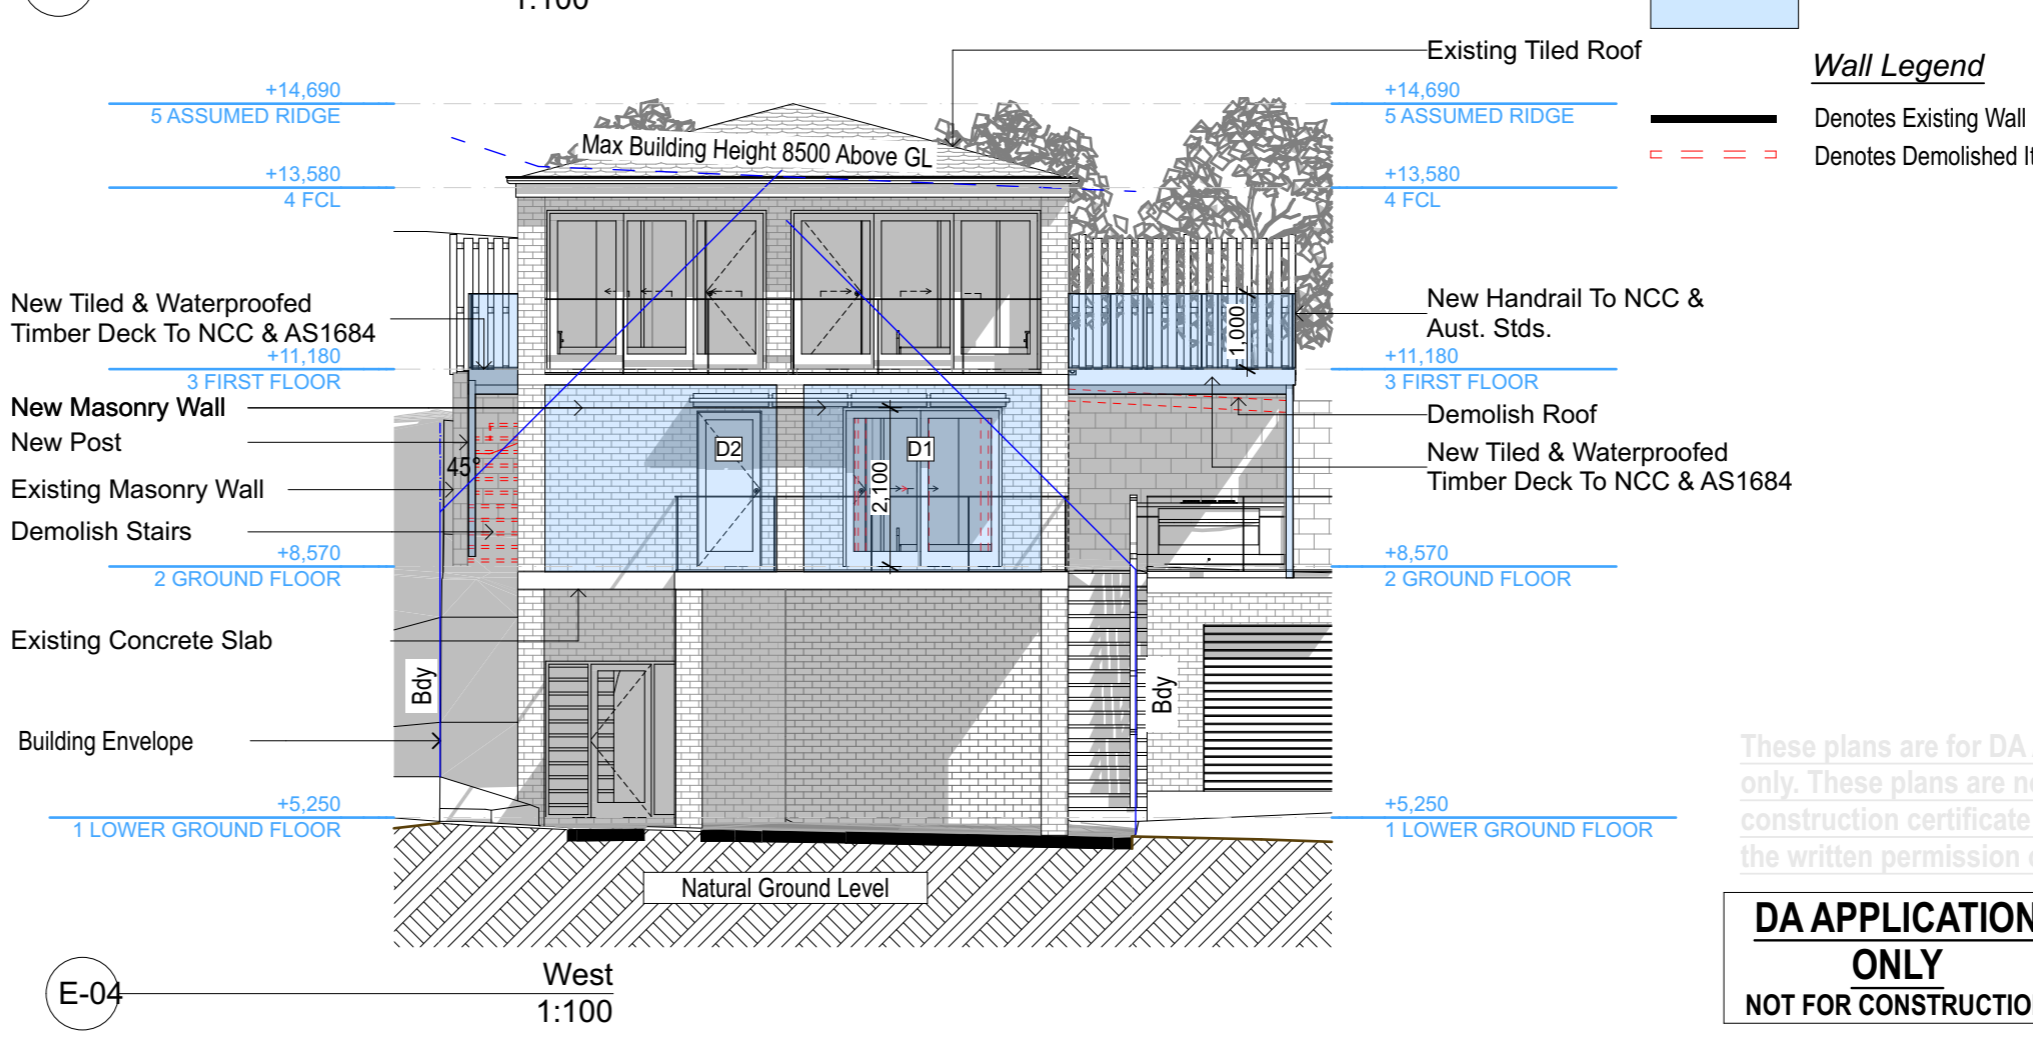 1:100
Existing Tiled Roof
Wall Legend
Denotes Existing Wall
Denotes Demolished
+14,690
5 ASSUMED RIDGE
+14,690
5 ASSUMED RIDGE
Max Building Height 8500 Above GL
+13,580
4 FCL
+13,580
4 FCL
New Tiled & Waterproofed
Timber Deck To NCC & AS1684
New Handrail To NCC &
Aust. Stds.
1,000
+11,180
3 FIRST FLOOR
+11,180
3 FIRST FLOOR
New Masonry Wall
Demolish Roof
New Post
New Tiled & Waterproofed
Timber Deck To NCC & AS1684
45°
D2
D1
2,100
Existing Masonry Wall
Demolish Stairs
+8,570
2 GROUND FLOOR
+8,570
2 GROUND FLOOR
Existing Concrete Slab
Bdy
Bdy
Building Envelope
+5,250
1 LOWER GROUND FLOOR
+5,250
1 LOWER GROUND FLOOR
Natural Ground Level
These plans are for DA
only. These plans are
construction certificate
the written permission
DA APPLICATION
ONLY
NOT FOR CONSTRUCTION
E-04
West
1:100